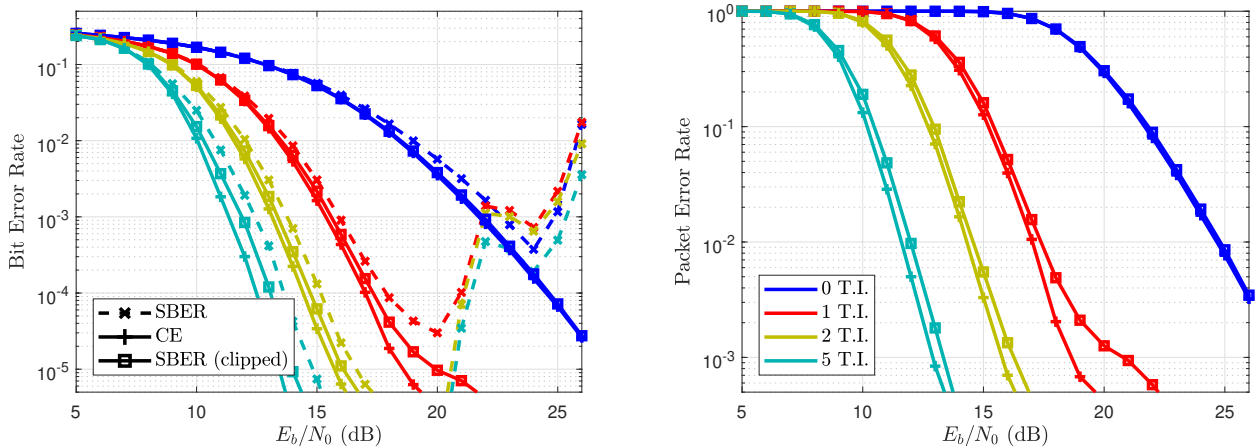 Bit Error Rate
10^-1
10^-2
10^-3
10^-4
10^-5
5
10
15
20
25
E_b/N_0 (dB)
SBER
CE
SBER (clipped)
Packet Error Rate
10^0
10^-1
10^-2
10^-3
5
10
15
20
25
E_b/N_0 (dB)
0 T.I.
1 T.I.
2 T.I.
5 T.I.